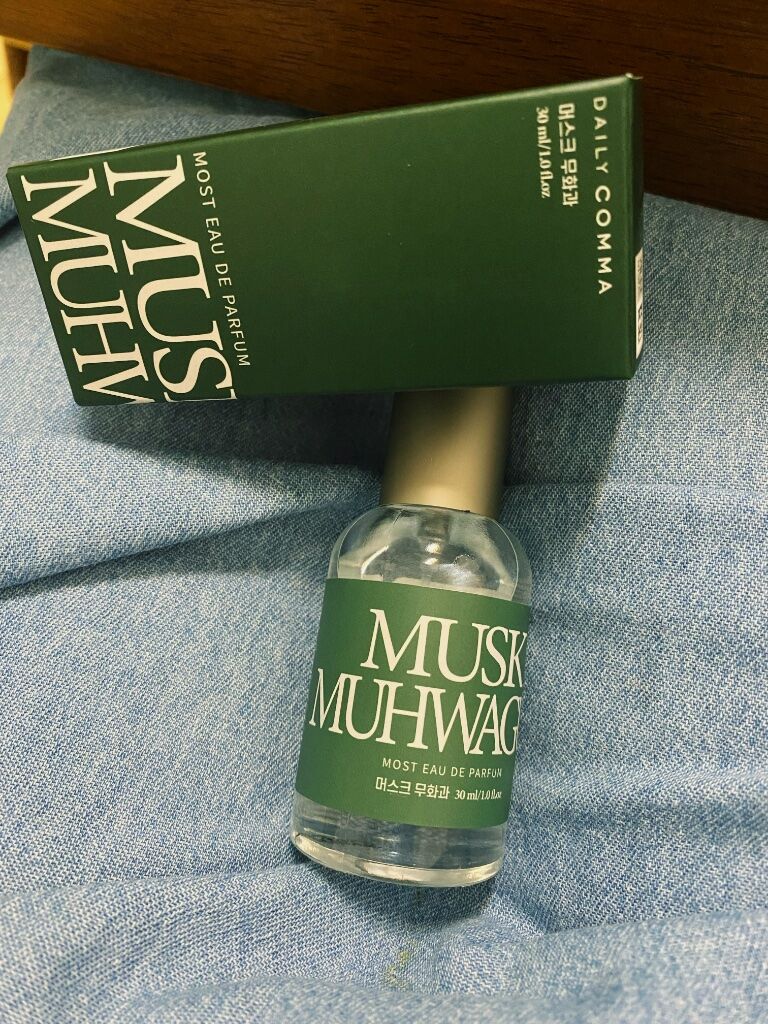 DAILY COMMA
머스크 무화과
30 ml/1.0 fl.oz
MOST EAU DE PARFUM
MUS
MUHW
MUSK
MUHWAG
MOST EAU DE PARFUM
머스크 무화과 30 ml/1.0 fl.oz